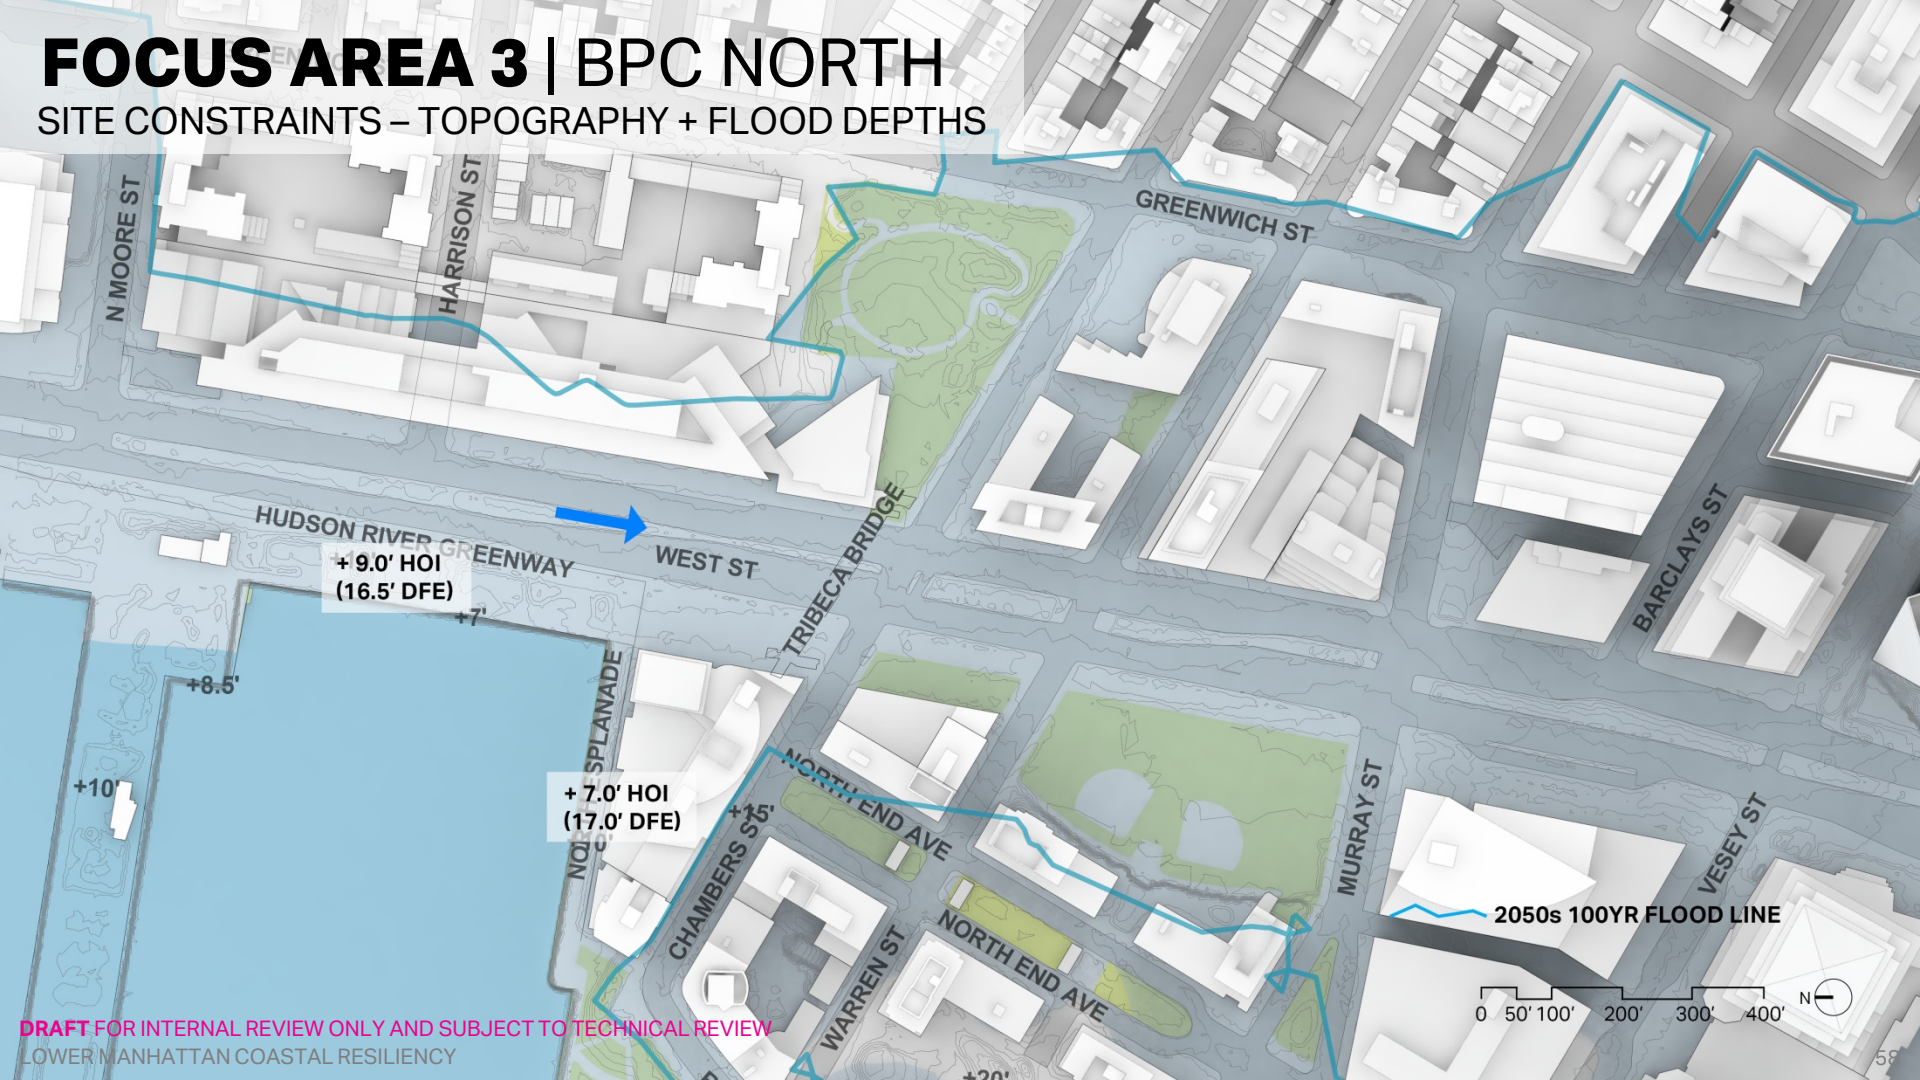 FOCUS AREA 3 | BPC NORTH
SITE CONSTRAINTS – TOPOGRAPHY + FLOOD DEPTHS
N MOORE ST
HARRISON ST
GREENWICH ST
HUDSON RIVER GREENWAY
WEST ST
TRIBECA BRIDGE
BARCLAYS ST
+ 9.0' HOI
(16.5' DFE)
+7'
+8.5'
+10'
ESPLANADE
+ 7.0' HOI
(17.0' DFE)
+15'
NORTH END AVE
CHAMBERS ST
MURRAY ST
VESEY ST
2050s 100YR FLOOD LINE
NORTH END AVE
WARREN ST
N
0 50' 100' 200' 300' 400'
DRAFT FOR INTERNAL REVIEW ONLY AND SUBJECT TO TECHNICAL REVIEW
LOWER MANHATTAN COASTAL RESILIENCY
58
+20'